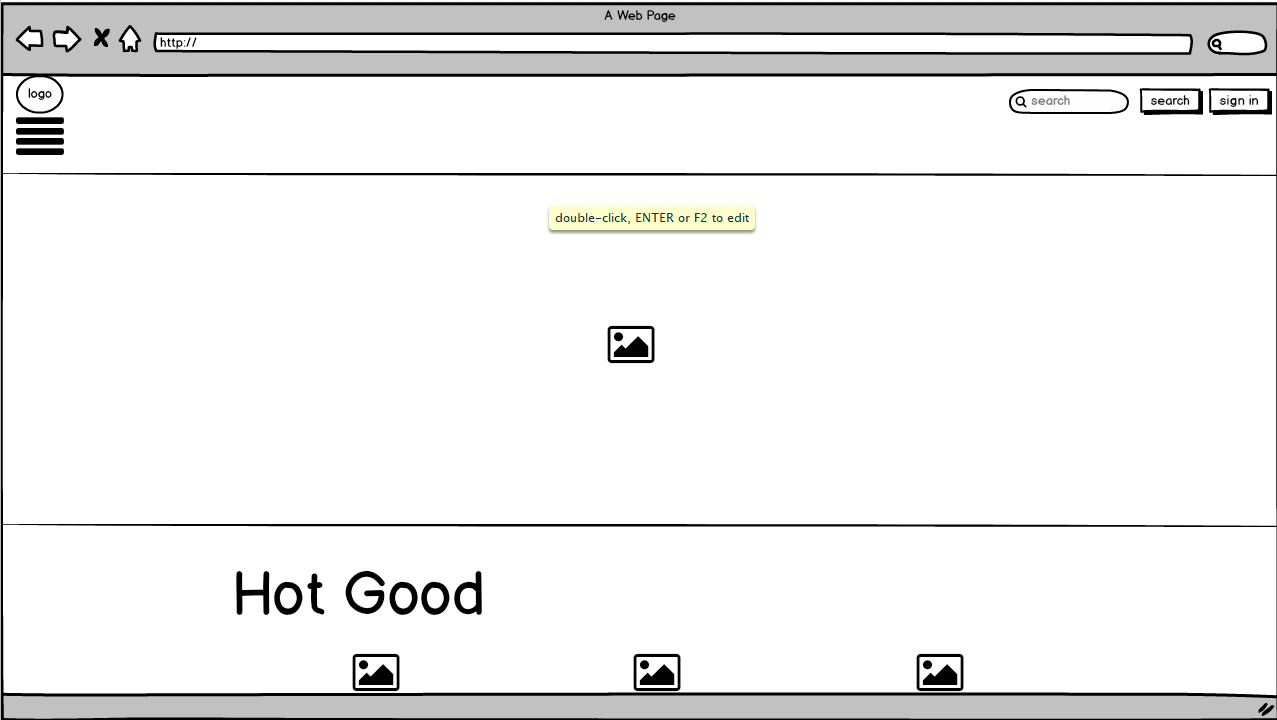 A Web Page
http://
logo
search
search
sign in
double-click, ENTER or F2 to edit
Hot Good